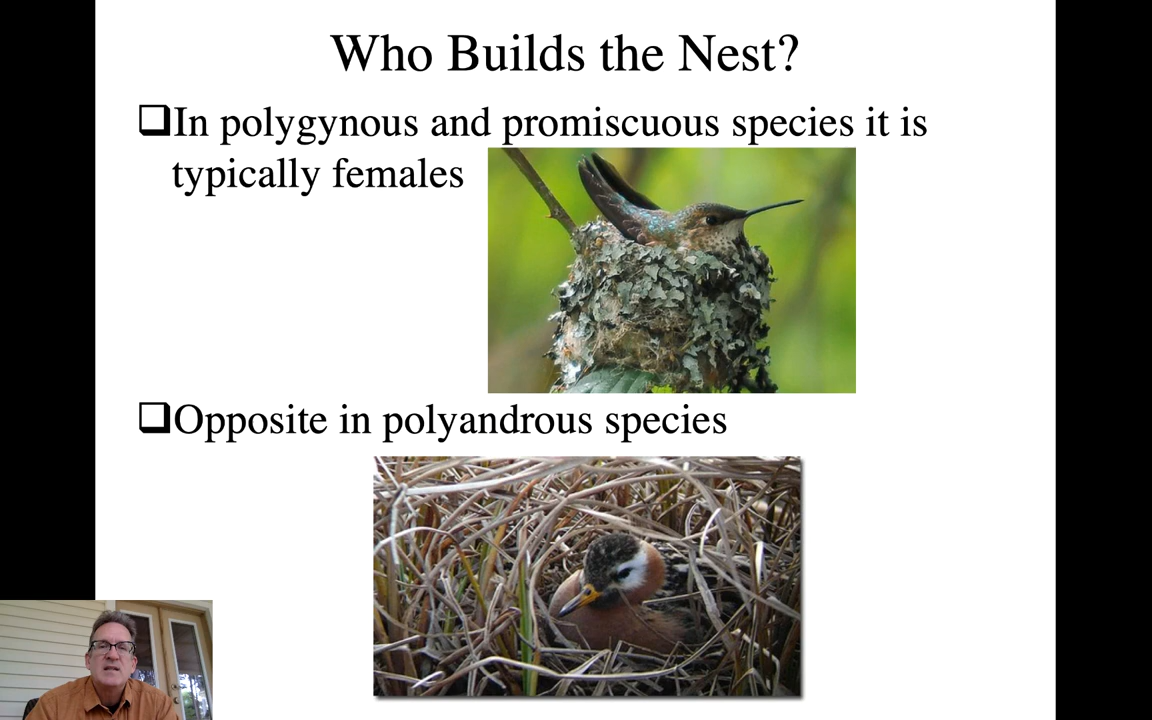 Who Builds the Nest?
❑In polygynous and promiscuous species it is
typically females
❑Opposite in polyandrous species